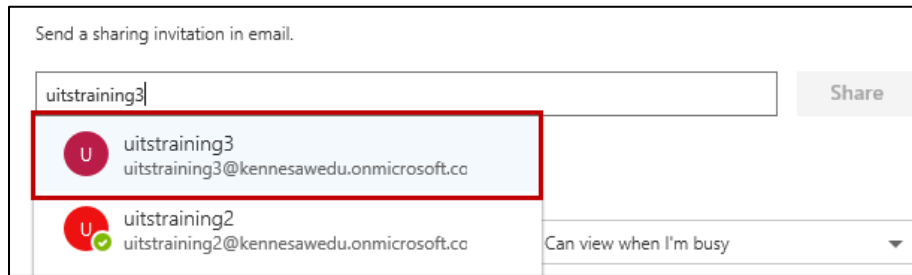 Send a sharing invitation in email.
uitstraining3
Share
U
uitstraining3
uitstraining3@kennesawedu.onmicrosoft.co
U
uitstraining2
uitstraining2@kennesawedu.onmicrosoft.co
Can view when I'm busy